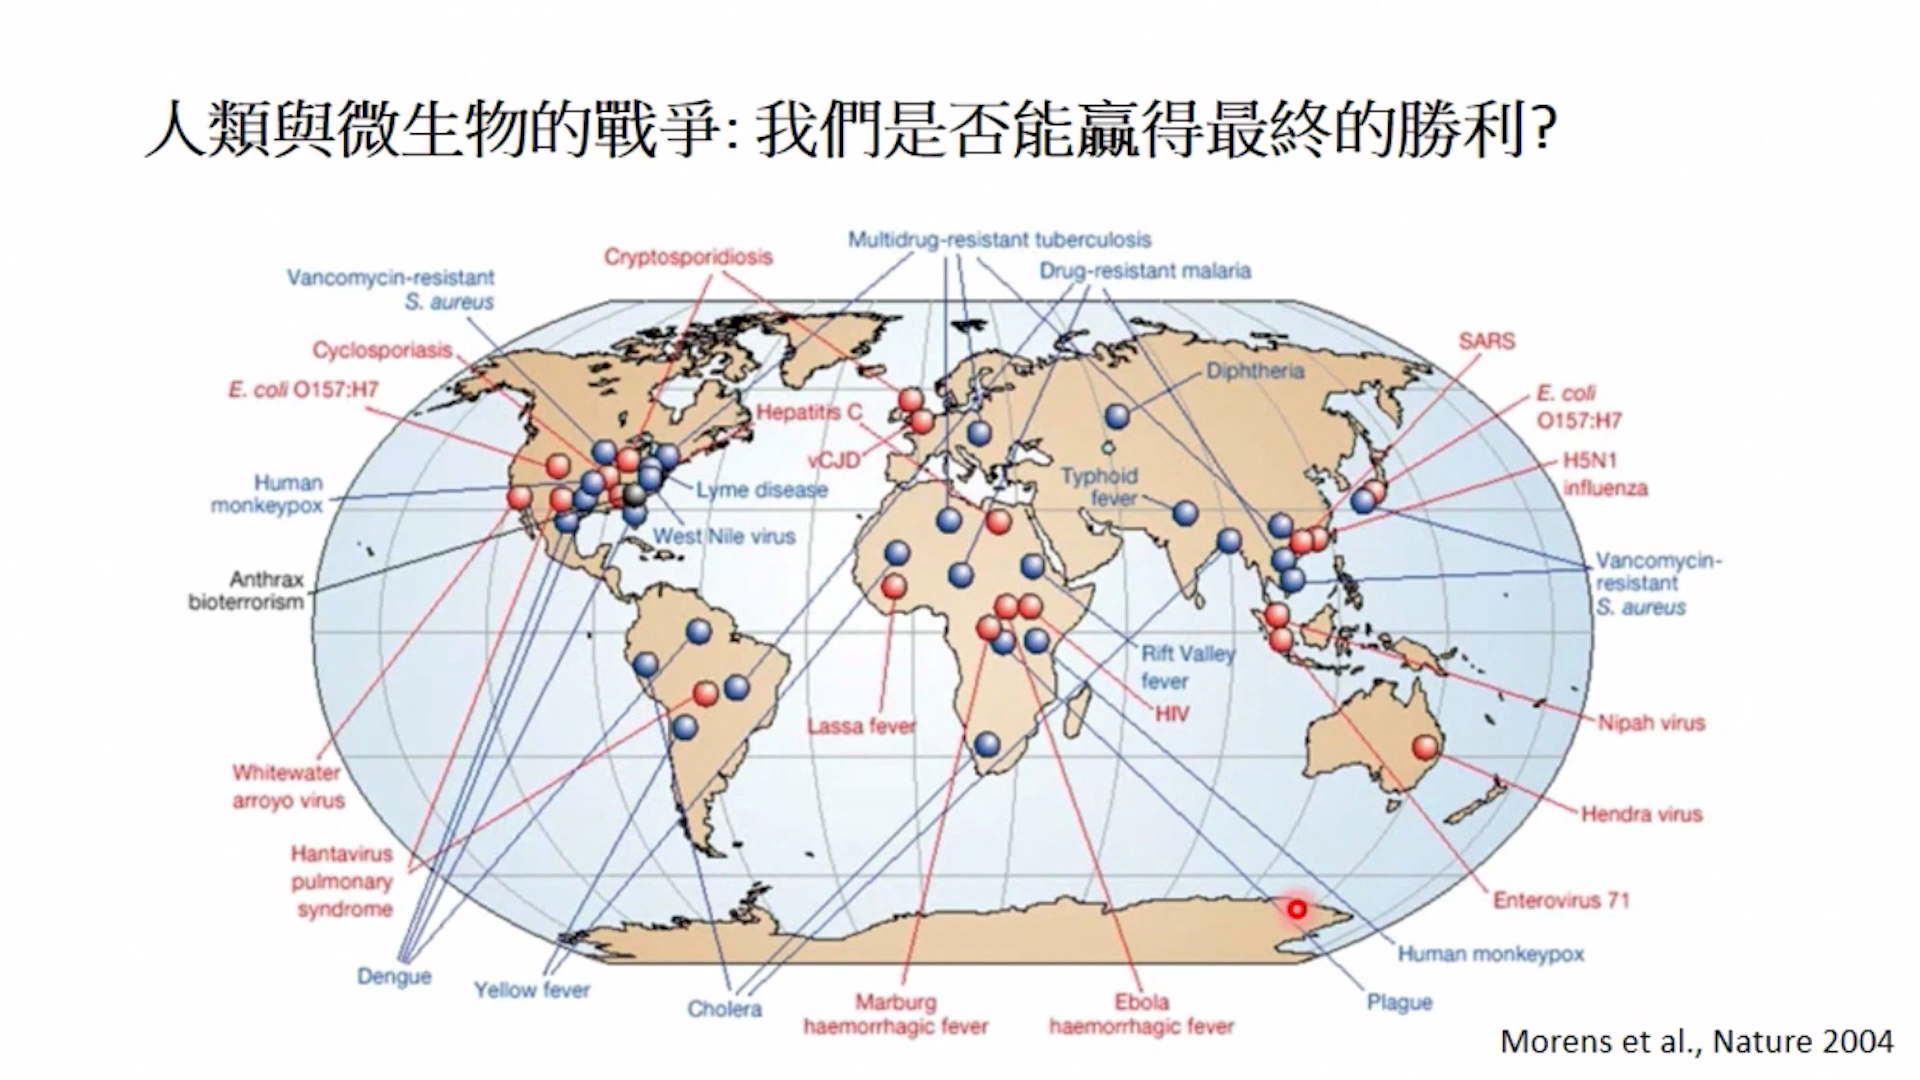 人類與微生物的戰爭: 我們是否能贏得最終的勝利?
Multidrug-resistant tuberculosis
Cryptosporidiosis
Drug-resistant malaria
Vancomycin-resistant
S. aureus
SARS
Cyclosporiasis
Diphtheria
E. coli O157:H7
E. coli
O157:H7
Hepatitis C
vCJD
H5N1
influenza
Typhoid
fever
Human
monkeypox
Lyme disease
West Nile virus
Vancomycin-
resistant
S. aureus
Anthrax
bioterrorism
Rift Valley
fever
HIV
Lassa fever
Nipah virus
Whitewater
arroyo virus
Hendra virus
Hantavirus
pulmonary
syndrome
Enterovirus 71
Human monkeypox
Dengue
Yellow fever
Cholera
Marburg
haemorrhagic fever
Ebola
haemorrhagic fever
Plague
Morens et al., Nature 2004